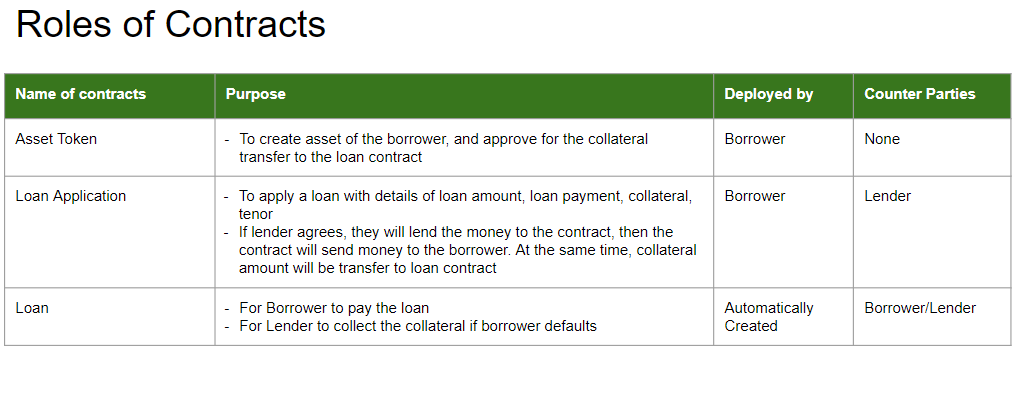 Roles of Contracts
Name of contracts Purpose Deployed by Counter Parties
Asset Token - To create asset of the borrower, and approve for the collateral Borrower None
transfer to the loan contract
Loan Application - To apply a loan with details of loan amount, loan payment, collateral, Borrower Lender
tenor
- If lender agrees, they will lend the money to the contract, then the
contract will send money to the borrower. At the same time, collateral
amount will be transfer to loan contract
Loan - For Borrower to pay the loan Automatically Borrower/Lender
- For Lender to collect the collateral if borrower defaults Created